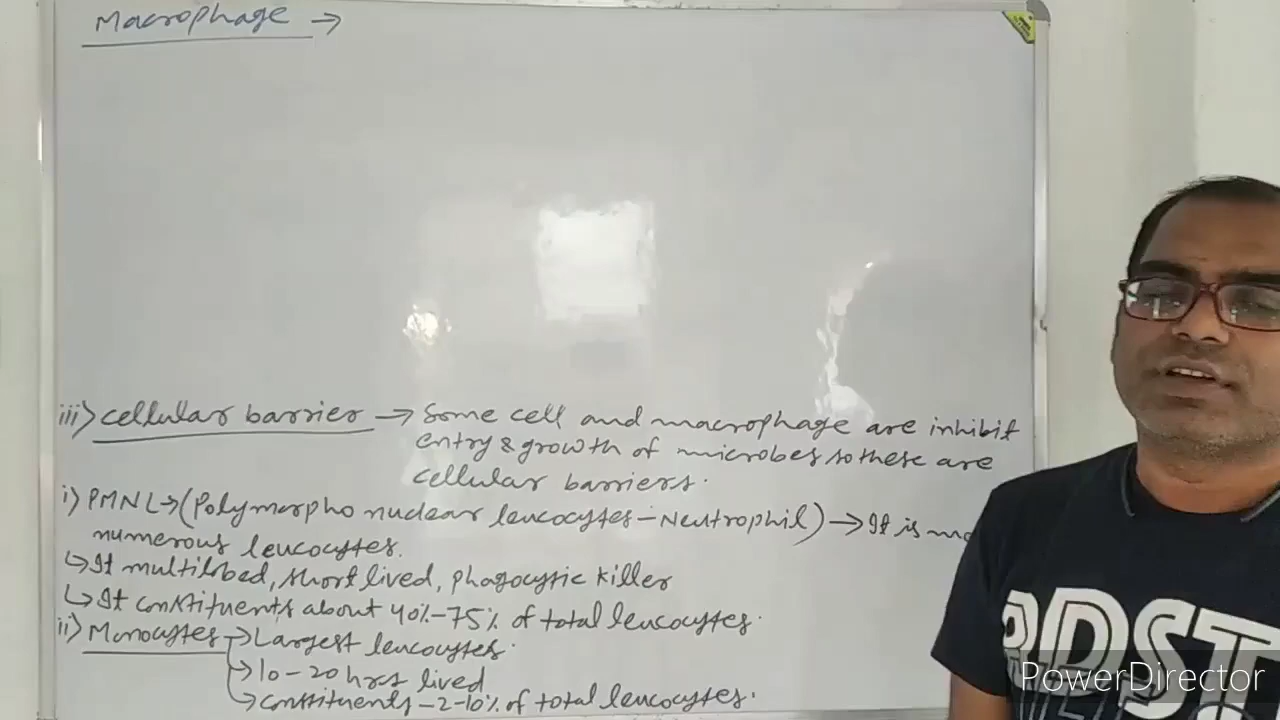 Macrophage →
iii) cellular barrier → Some cell and macrophage are inhibit
entry & growth of microbes so these are
cellular barriers.
i) PMNL → (Polymorpho nuclear leucocytes - Neutrophil) → It is
numerous leucocytes.
↳ It multilobed, short lived, phagocytic killer
↳ It constituents about 40%-75% of total leucocytes.
ii) Monocytes → Largest leucocytes.
→ 10-20 hrs lived
→ constituents - 2-10% of total leucocytes.
PowerDirector